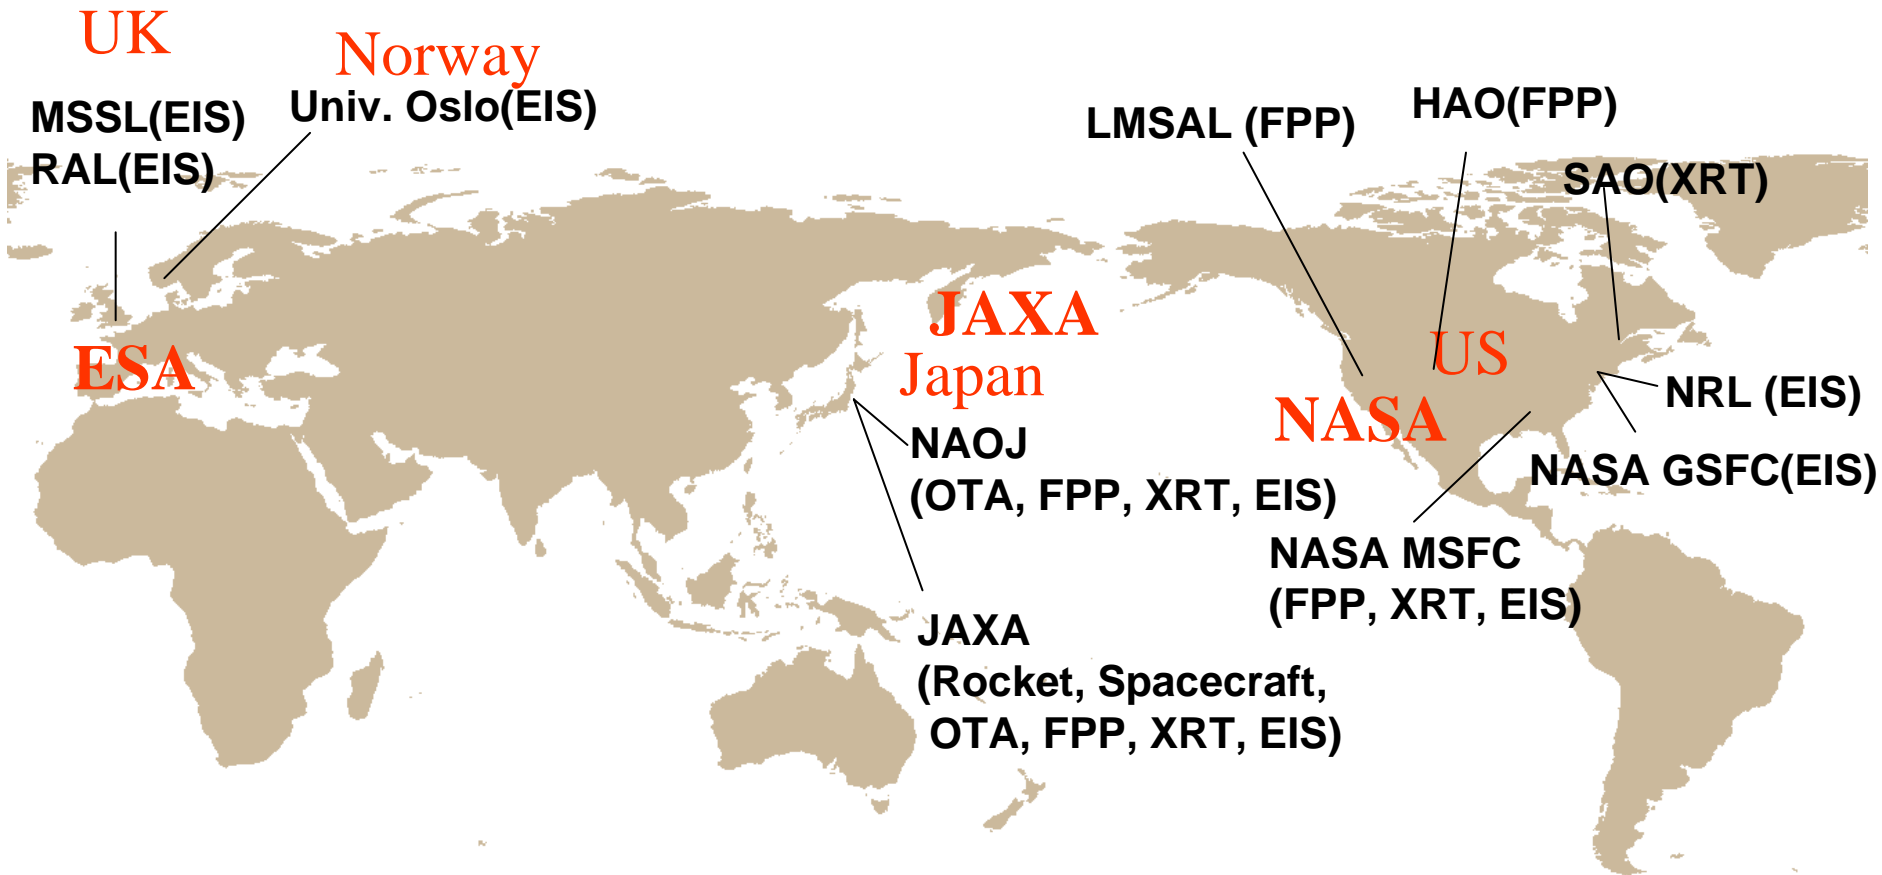 UK
Norway
MSSL(EIS)
RAL(EIS)
Univ. Oslo(EIS)
LMSAL (FPP)
HAO(FPP)
SAO(XRT)
ESA
JAXA
Japan
US
NASA
NRL (EIS)
NASA GSFC(EIS)
NAOJ
(OTA, FPP, XRT, EIS)
NASA MSFC
(FPP, XRT, EIS)
JAXA
(Rocket, Spacecraft,
OTA, FPP, XRT, EIS)